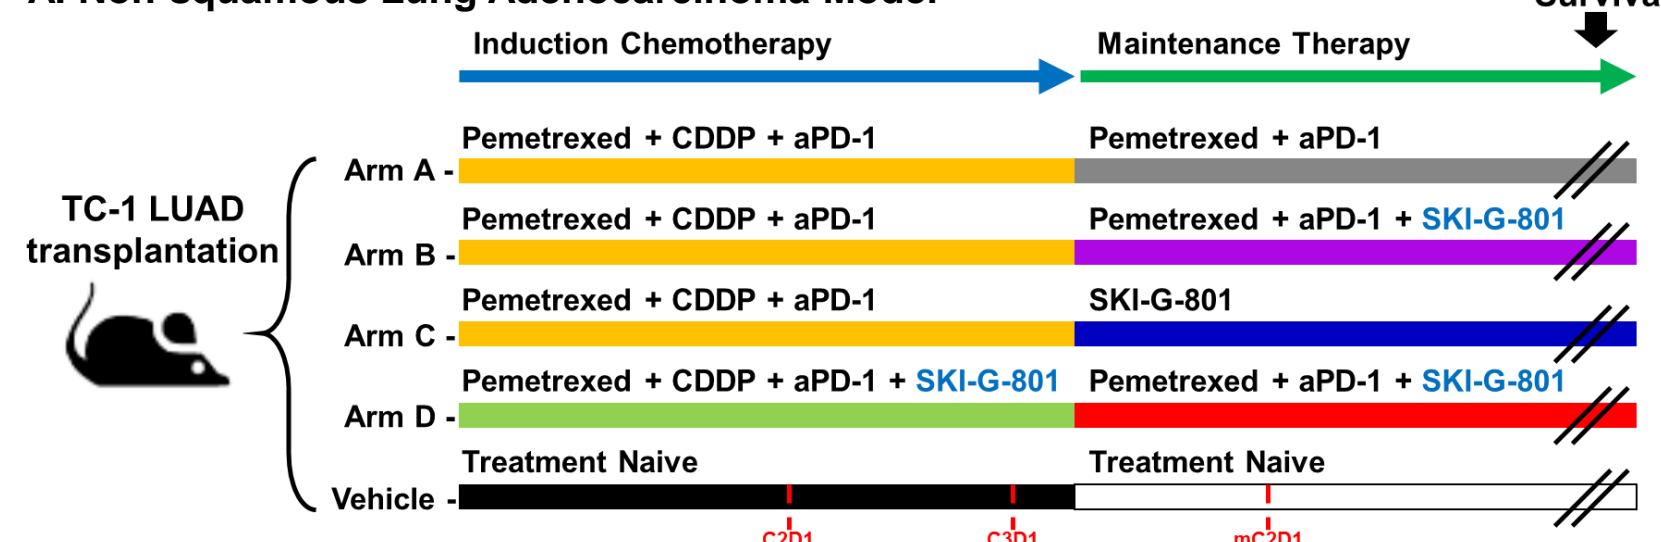 Induction Chemotherapy
Maintenance Therapy
Pemetrexed + CDDP + aPD-1
Pemetrexed + aPD-1
Arm A -
TC-1 LUAD
transplantation
Pemetrexed + CDDP + aPD-1
Pemetrexed + aPD-1 + SKI-G-801
Arm B -
Pemetrexed + CDDP + aPD-1
SKI-G-801
Arm C -
Pemetrexed + CDDP + aPD-1 + SKI-G-801
Pemetrexed + aPD-1 + SKI-G-801
Arm D -
Treatment Naive
Treatment Naive
Vehicle -
C2D1
C3D1
mC2D1